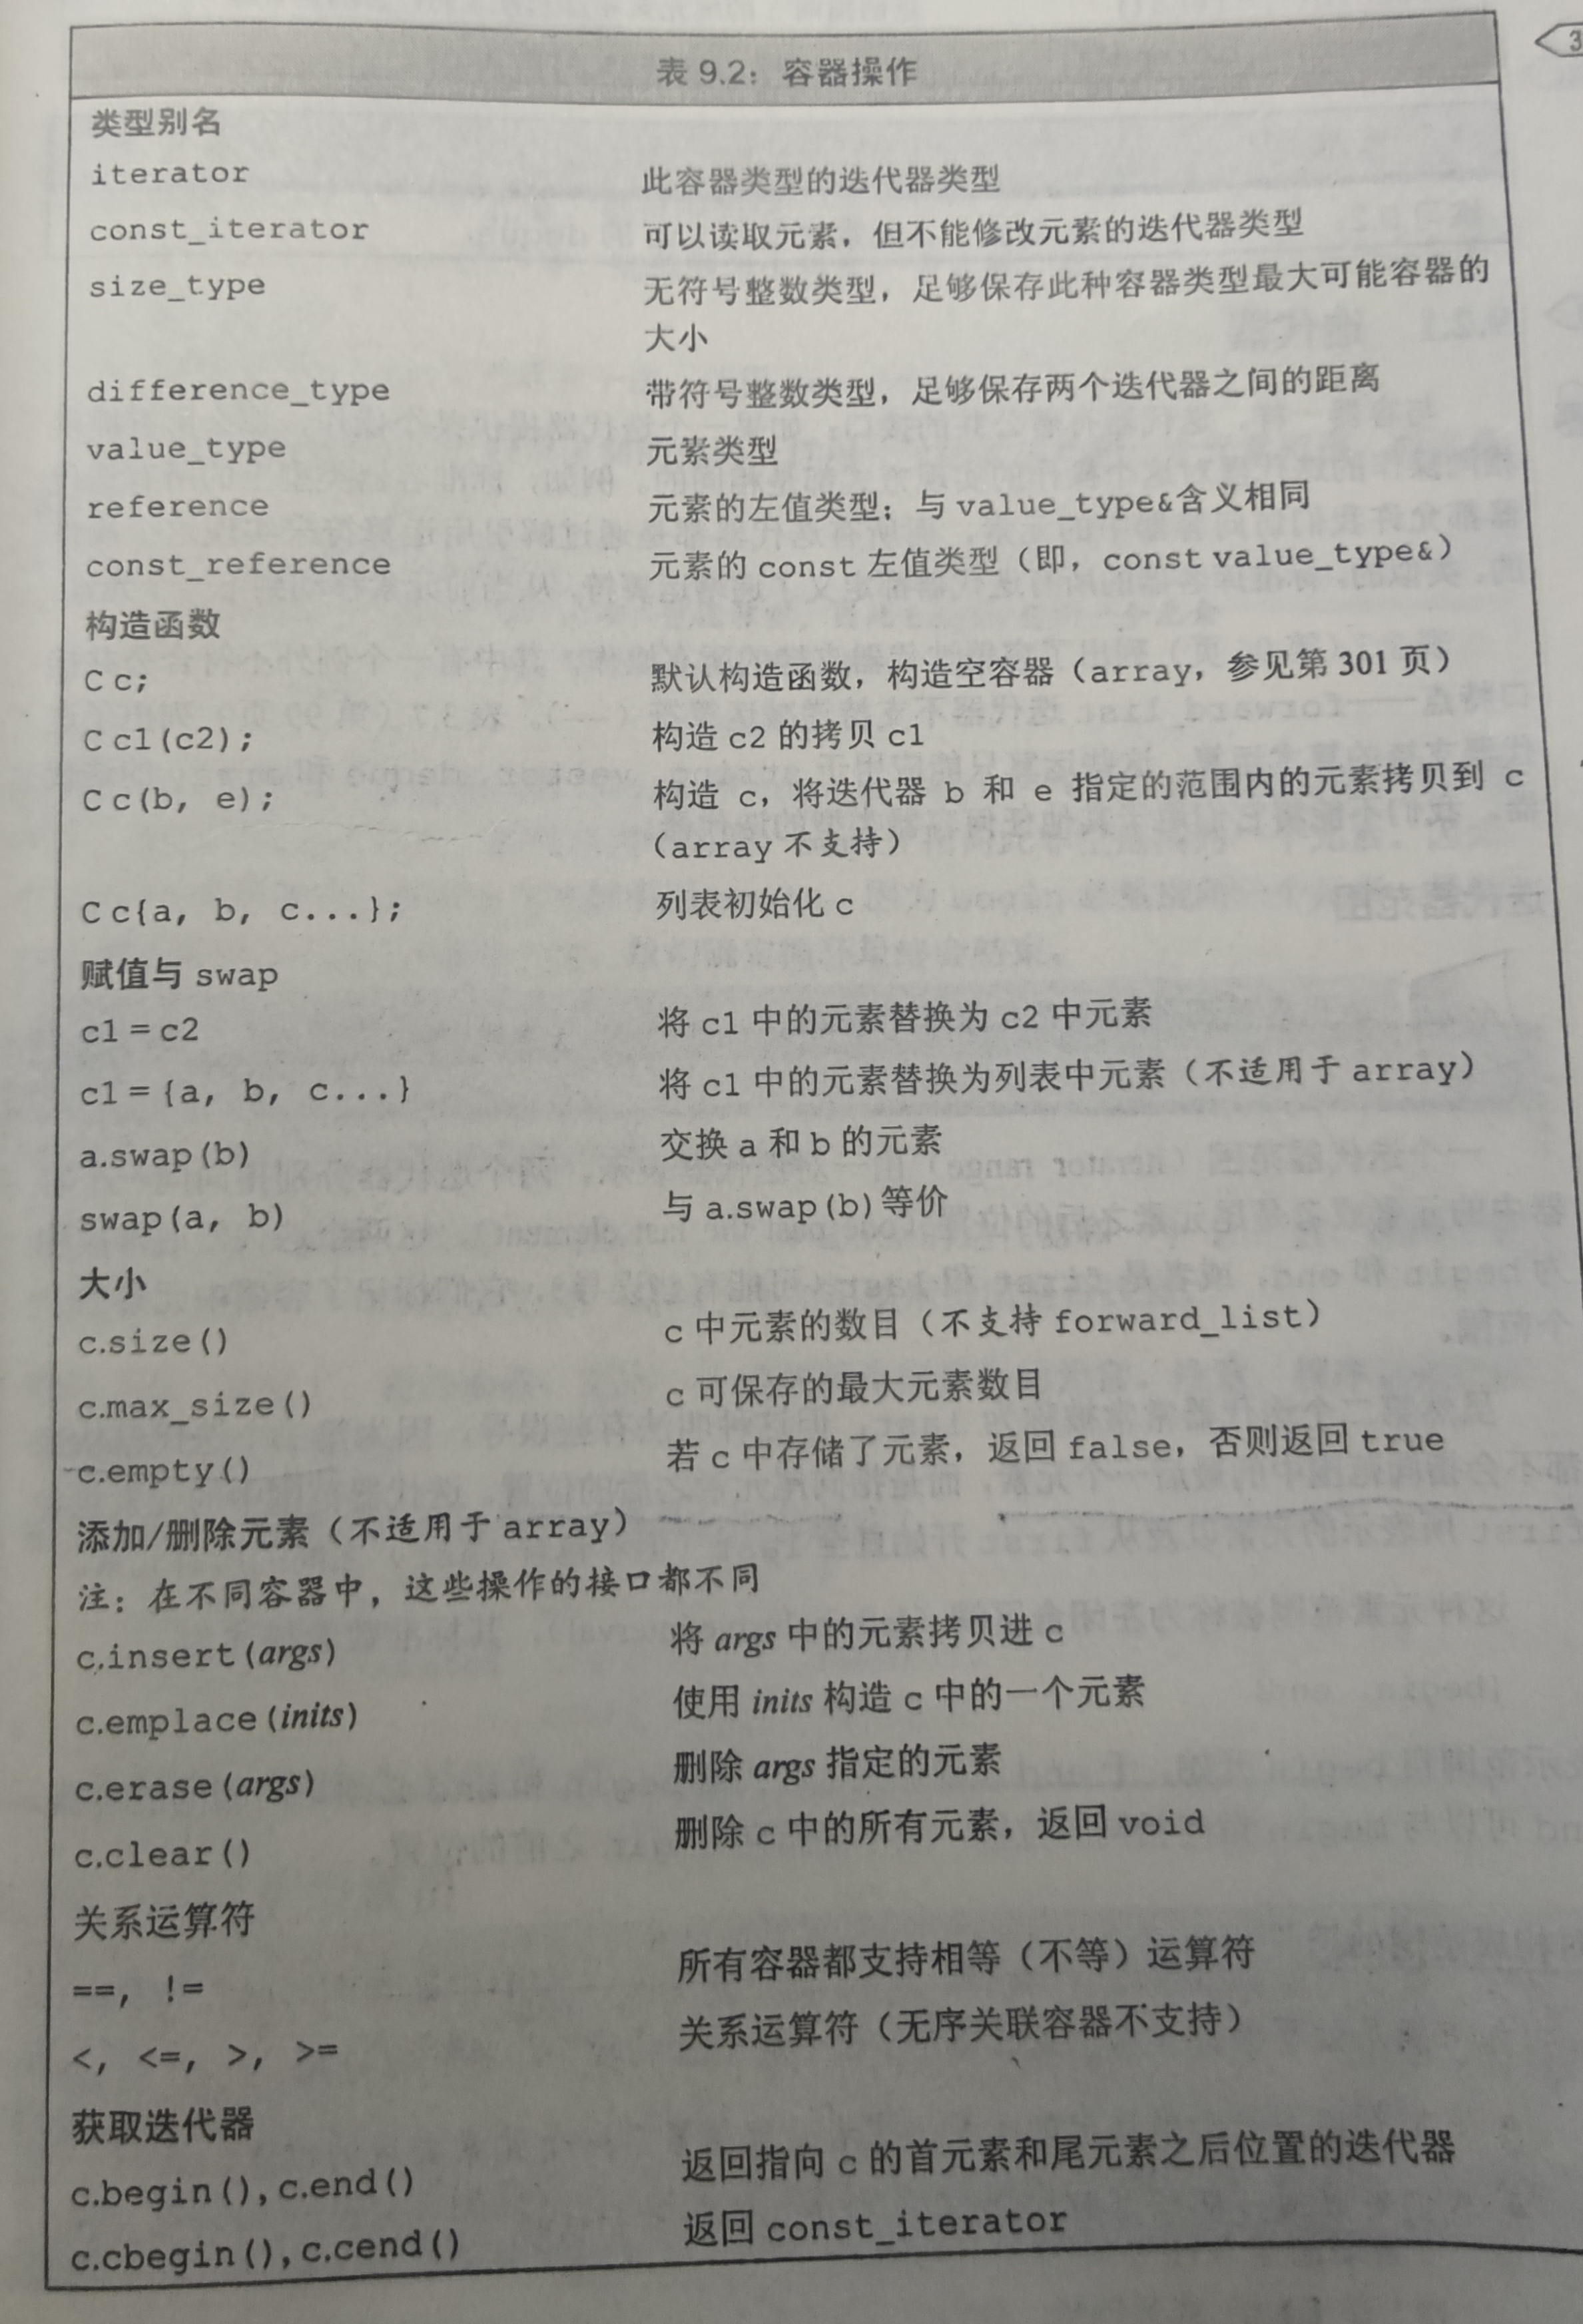 表 9.2：容器操作
类型别名
iterator 此容器类型的迭代器类型
const_iterator 可以读取元素，但不能修改元素的迭代器类型
size_type 无符号整数类型，足够保存此种容器类型最大可能容器的
大小
difference_type 带符号整数类型，足够保存两个迭代器之间的距离
value_type 元素类型
reference 元素的左值类型；与 value_type&含义相同
const_reference 元素的 const 左值类型（即，const value_type&）
构造函数
C c; 默认构造函数，构造空容器（array，参见第 301 页）
C c1(c2); 构造 c2 的拷贝 c1
C c(b, e); 构造 c，将迭代器 b 和 e 指定的范围内的元素拷贝到 c
（array 不支持）
C c{a, b, c...}; 列表初始化 c
赋值与 swap
c1 = c2 将 c1 中的元素替换为 c2 中元素
c1 = {a, b, c...} 将 c1 中的元素替换为列表中元素（不适用于 array）
a.swap(b) 交换 a 和 b 的元素
swap(a, b) 与 a.swap(b)等价
大小
c.size() c 中元素的数目（不支持 forward_list）
c.max_size() c 可保存的最大元素数目
c.empty() 若 c 中存储了元素，返回 false，否则返回 true
添加/删除元素（不适用于 array）
注：在不同容器中，这些操作的接口都不同
c.insert(args) 将 args 中的元素拷贝进 c
c.emplace(inits) 使用 inits 构造 c 中的一个元素
c.erase(args) 删除 args 指定的元素
c.clear() 删除 c 中的所有元素，返回 void
关系运算符
==, != 所有容器都支持相等（不等）运算符
<, <=, >, >= 关系运算符（无序关联容器不支持）
获取迭代器
c.begin(), c.end() 返回指向 c 的首元素和尾元素之后位置的迭代器
c.cbegin(), c.cend() 返回 const_iterator